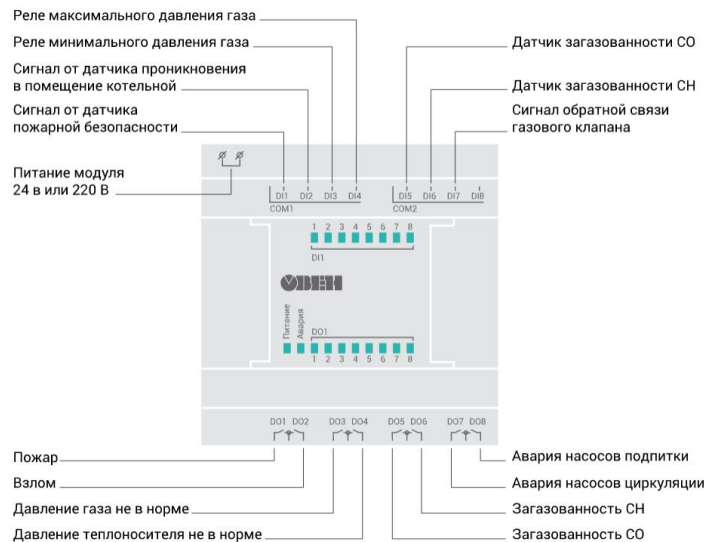 Реле максимального давления газа
Реле минимального давления газа
Сигнал от датчика проникновения
в помещение котельной
Сигнал от датчика
пожарной безопасности
Питание модуля
24 в или 220 В
Датчик загазованности CO
Датчик загазованности CH
Сигнал обратной связи
газового клапана
DI1 DI2 DI3 DI4
COM1
DI5 DI6 DI7 DI8
COM2
1 2 3 4 5 6 7 8
DI1
ОВЕН
Питание
Авария
DO1
1 2 3 4 5 6 7 8
DO1 DO2 DO3 DO4 DO5 DO6 DO7 DO8
Пожар
Взлом
Давление газа не в норме
Давление теплоносителя не в норме
Авария насосов подпитки
Авария насосов циркуляции
Загазованность CH
Загазованность CO